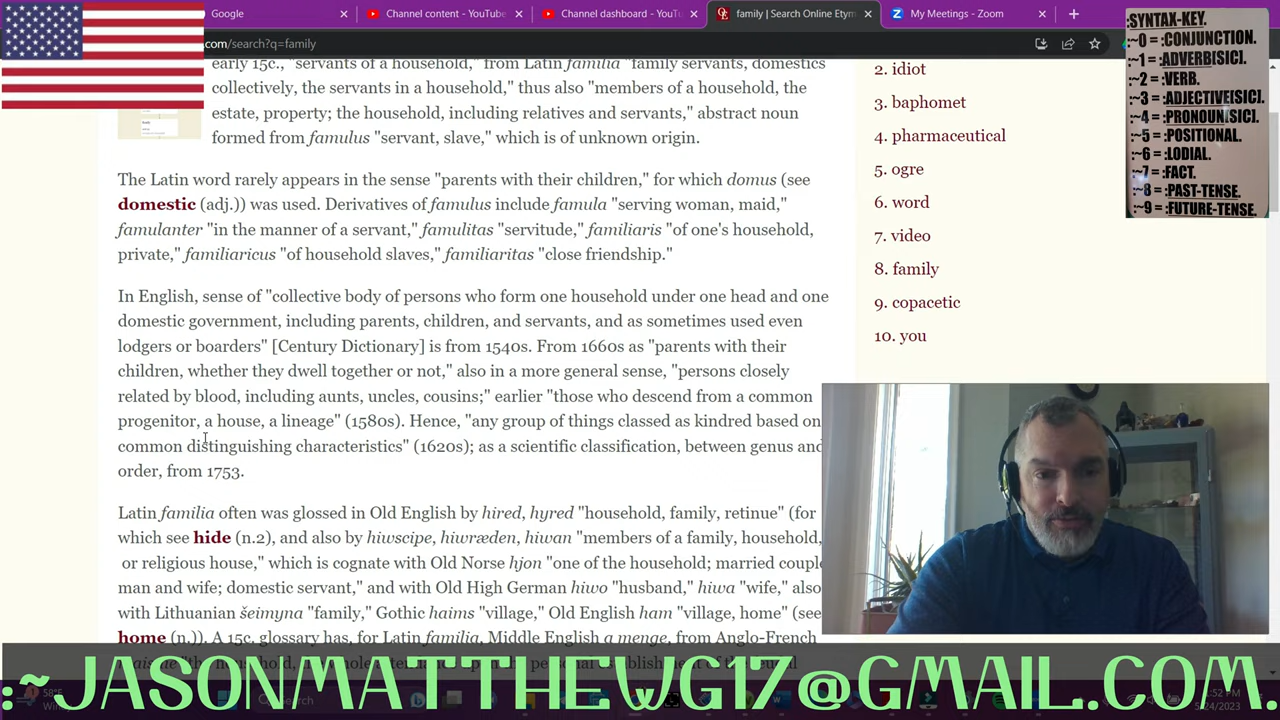 Google
Channel content - YouTube
Channel dashboard - YouTu
family | Search Online Etym
My Meetings - Zoom
.com/search?q=family
early 15c., "servants of a household," from Latin familia "family servants, domestics
collectively, the servants in a household," thus also "members of a household, the
estate, property; the household, including relatives and servants," abstract noun
formed from famulus "servant, slave," which is of unknown origin.
The Latin word rarely appears in the sense "parents with their children," for which domus (see
domestic (adj.)) was used. Derivatives of famulus include famula "serving woman, maid,"
famulanter "in the manner of a servant," famulitas "servitude," familiaris "of one's household,
private," familiaricus "of household slaves," familiaritas "close friendship."
In English, sense of "collective body of persons who form one household under one head and one
domestic government, including parents, children, and servants, and as sometimes used even
lodgers or boarders" [Century Dictionary] is from 1540s. From 1660s as "parents with their
children, whether they dwell together or not," also in a more general sense, "persons closely
related by blood, including aunts, uncles, cousins;" earlier "those who descend from a common
progenitor, a house, a lineage" (1580s). Hence, "any group of things classed as kindred based on
common distinguishing characteristics" (1620s); as a scientific classification, between genus and
order, from 1753.
Latin familia often was glossed in Old English by hired, hyred "household, family, retinue" (for
which see hide (n.2), and also by hiwscipe, hiwræden, hiwan "members of a family, household,
or religious house," which is cognate with Old Norse hjon "one of the household; married couple
man and wife; domestic servant," and with Old High German hiwo "husband," hiwa "wife," also
with Lithuanian šeimyna "family," Gothic haims "village," Old English ham "village, home" (see
home (n.)). A 15c. glossary has, for Latin familia, Middle English a menge, from Anglo-French
2. idiot
3. baphomet
4. pharmaceutical
5. ogre
6. word
7. video
8. family
9. copacetic
10. you
:SYNTAX-KEY.
:~0 = :CONJUNCTION.
:~1 = :ADVERB[SIC].
:~2 = :VERB.
:~3 = :ADJECTIVE[SIC].
:~4 = :PRONOUN[SIC].
:~5 = :POSITIONAL.
:~6 = :LODIAL.
:~7 = :FACT.
:~8 = :PAST-TENSE.
:~9 = :FUTURE-TENSE.
:~JASONMATTHEWG17@GMAIL.COM.
58°F
:52 PM
5/24/2023